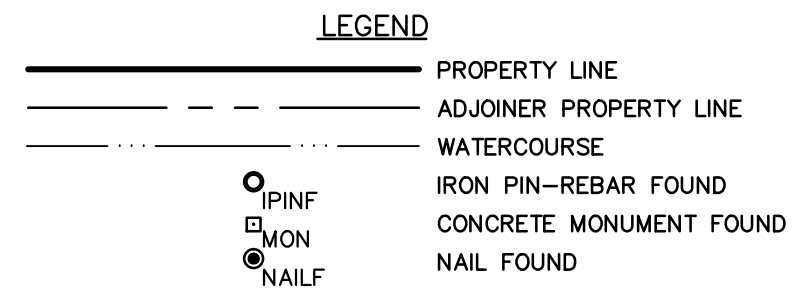 LEGEND
PROPERTY LINE
ADJOINER PROPERTY LINE
WATERCOURSE
IPINF IRON PIN-REBAR FOUND
MON CONCRETE MONUMENT FOUND
NAILF NAIL FOUND